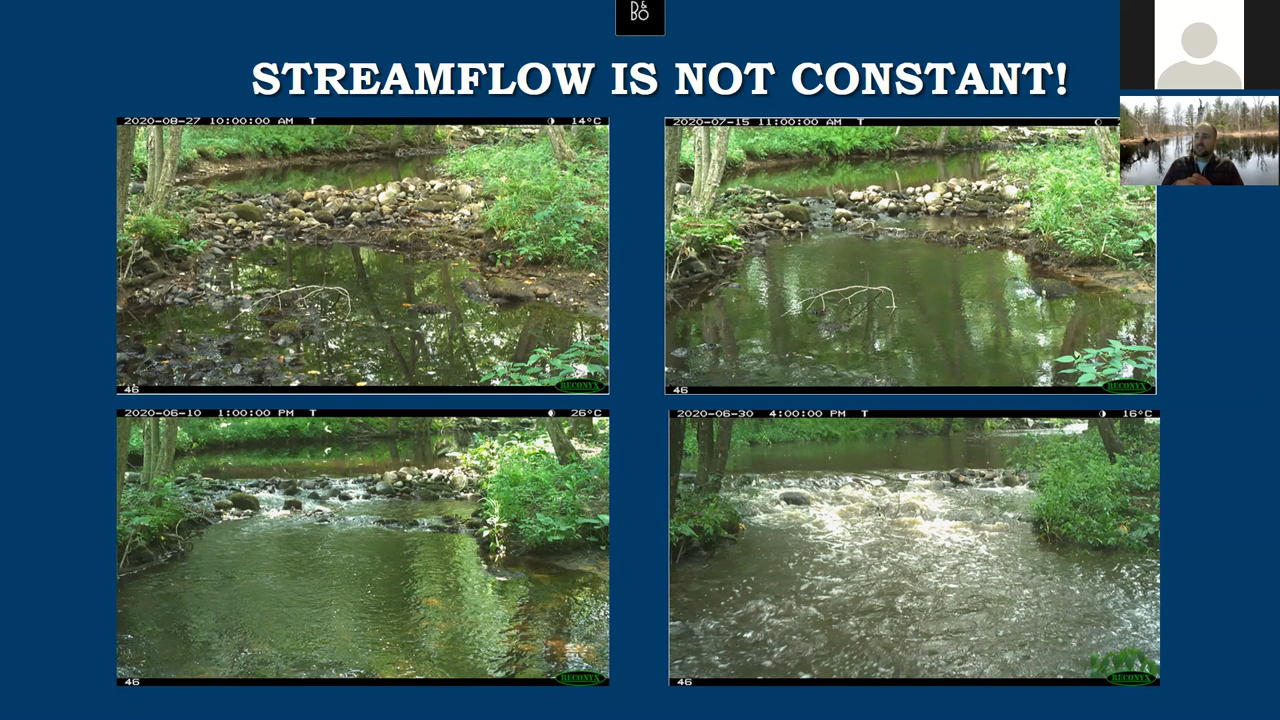 B&
BO
STREAMFLOW IS NOT CONSTANT!
2020-08-27 10:00:00 AM T 14°C
46 RECONYX
2020-07-15 11:00:00 AM T
46 RECONYX
2020-06-10 1:00:00 PM T 26°C
46 RECONYX
2020-06-30 4:00:00 PM T 16°C
46 RECONYX